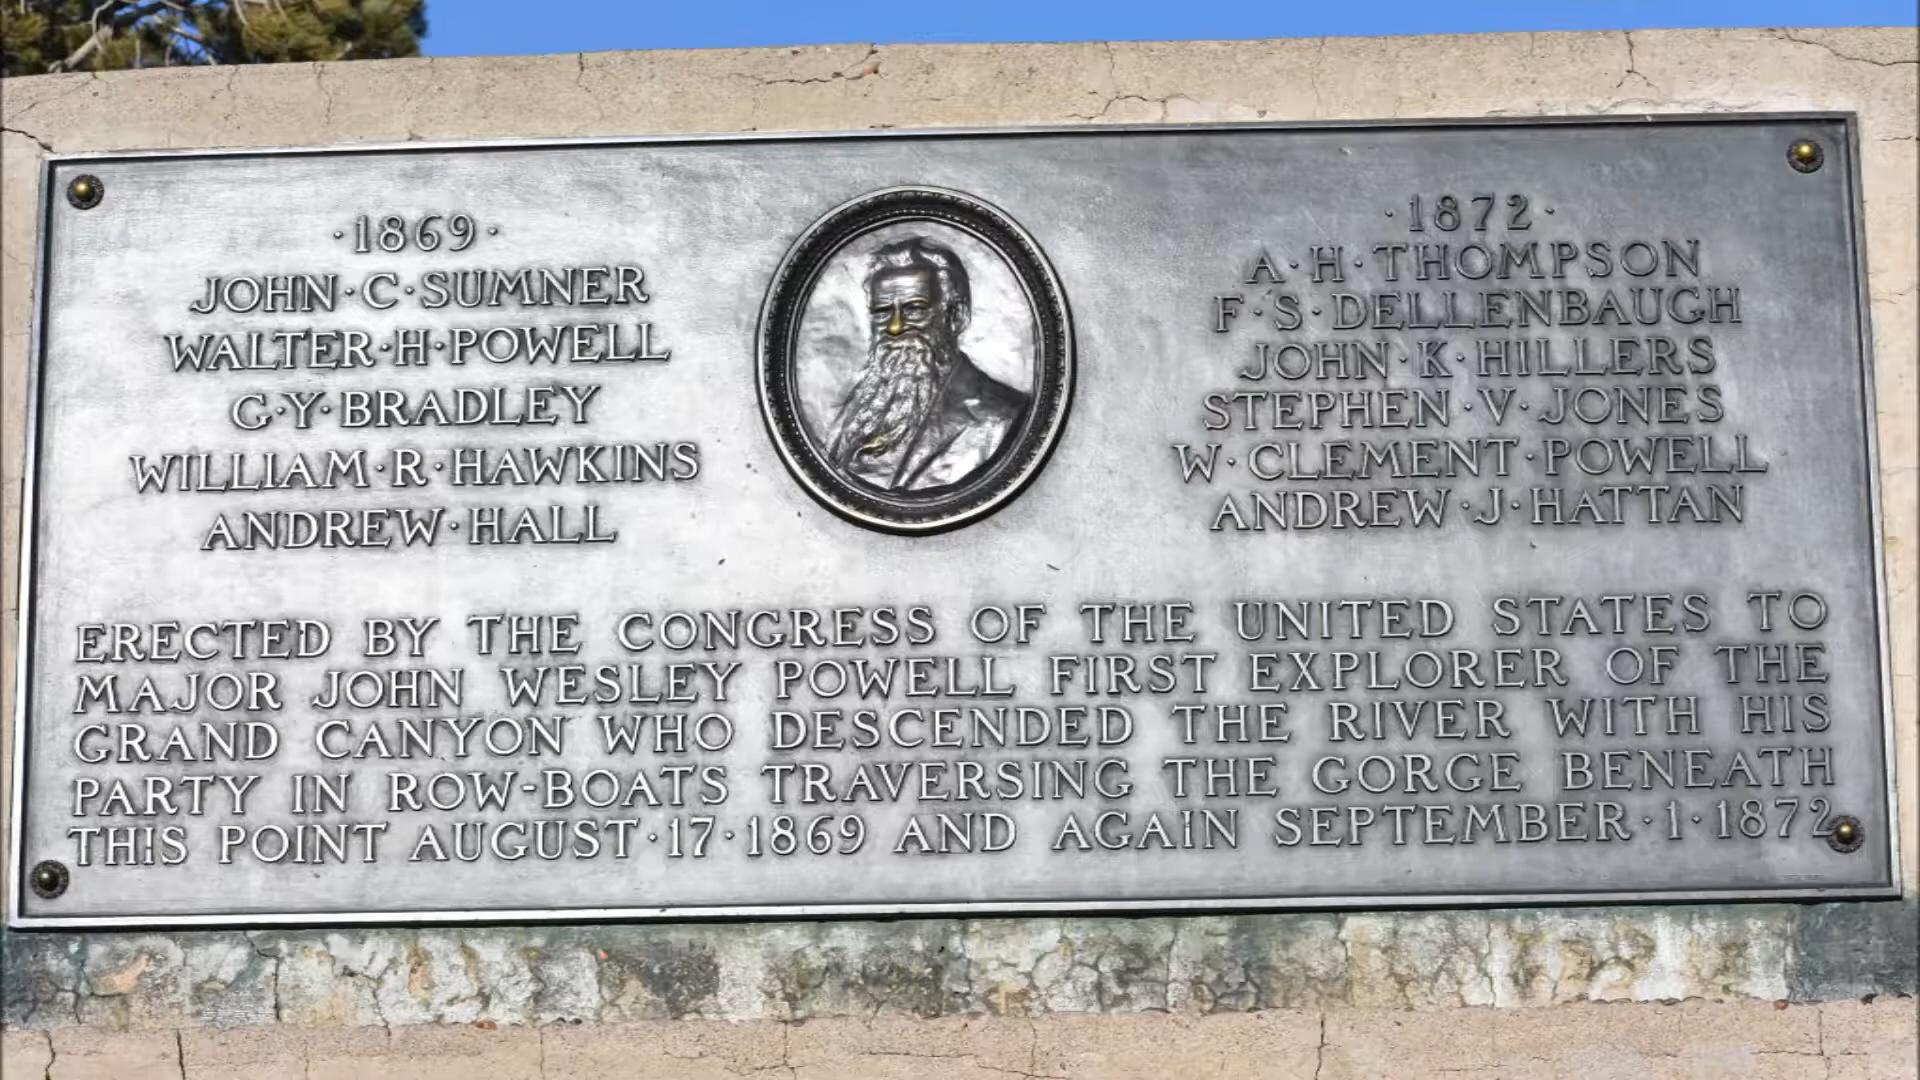 ·1869·
JOHN·C·SUMNER
WALTER·H·POWELL
G·Y·BRADLEY
WILLIAM·R·HAWKINS
ANDREW·HALL
·1872·
A·H·THOMPSON
F·S·DELLENBAUGH
JOHN·K·HILLERS
STEPHEN·V·JONES
W·CLEMENT·POWELL
ANDREW·J·HATTAN
ERECTED BY THE CONGRESS OF THE UNITED STATES TO
MAJOR JOHN WESLEY POWELL FIRST EXPLORER OF THE
GRAND CANYON WHO DESCENDED THE RIVER WITH HIS
PARTY IN ROW-BOATS TRAVERSING THE GORGE BENEATH
THIS POINT AUGUST·17·1869 AND AGAIN SEPTEMBER·1·1872